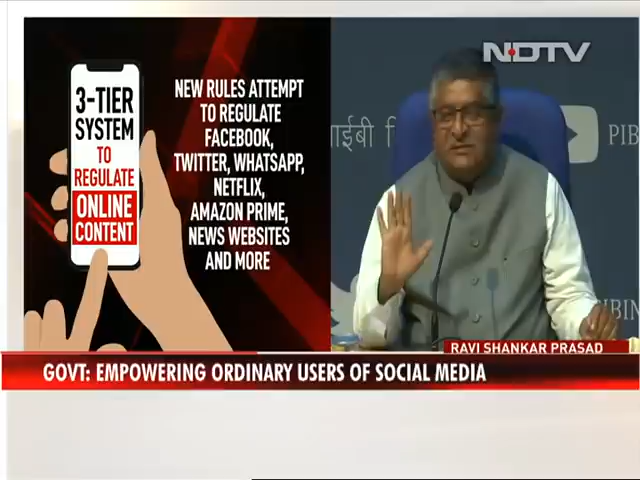 NDTV
3-TIER
SYSTEM
TO
REGULATE
ONLINE
CONTENT
NEW RULES ATTEMPT
TO REGULATE
FACEBOOK,
TWITTER, WHATSAPP,
NETFLIX,
AMAZON PRIME,
NEWS WEBSITES
AND MORE
PIB
RAVI SHANKAR PRASAD
GOVT: EMPOWERING ORDINARY USERS OF SOCIAL MEDIA